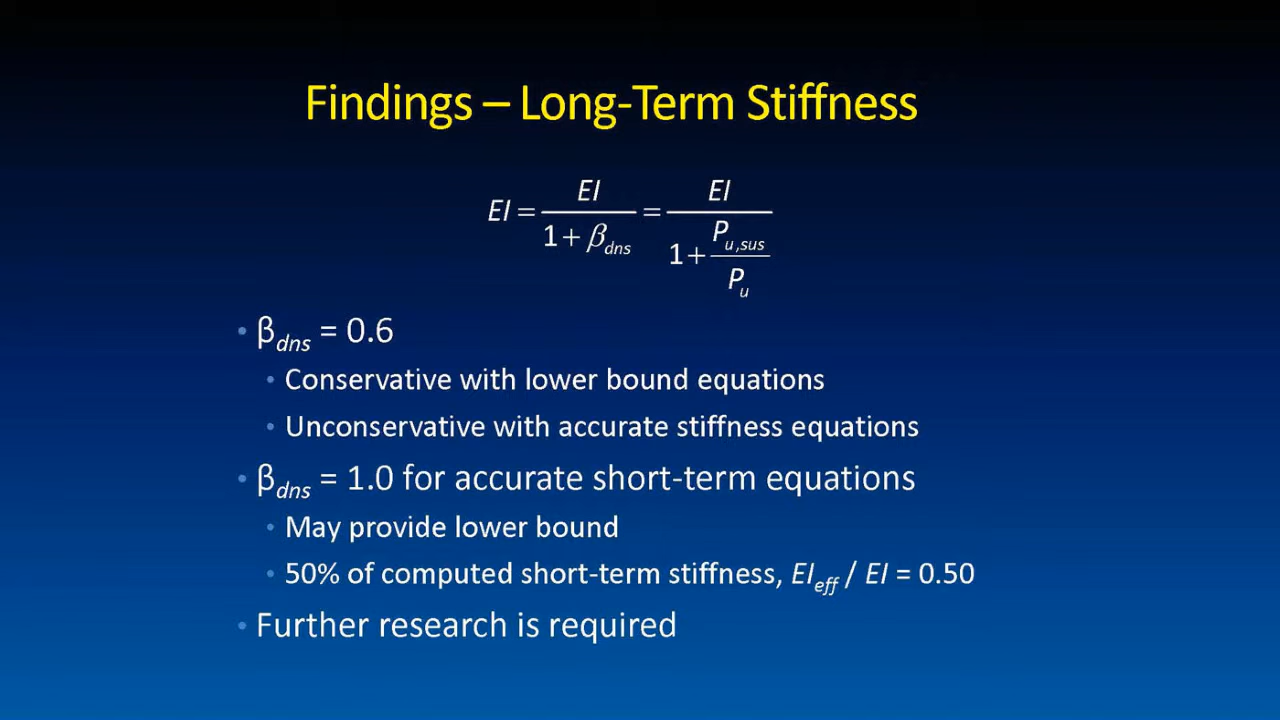 Findings – Long-Term Stiffness
EI = EI / (1 + β_dns) = EI / (1 + P_u,sus / P_u)
• β_dns = 0.6
• Conservative with lower bound equations
• Unconservative with accurate stiffness equations
• β_dns = 1.0 for accurate short-term equations
• May provide lower bound
• 50% of computed short-term stiffness, EI_eff / EI = 0.50
• Further research is required